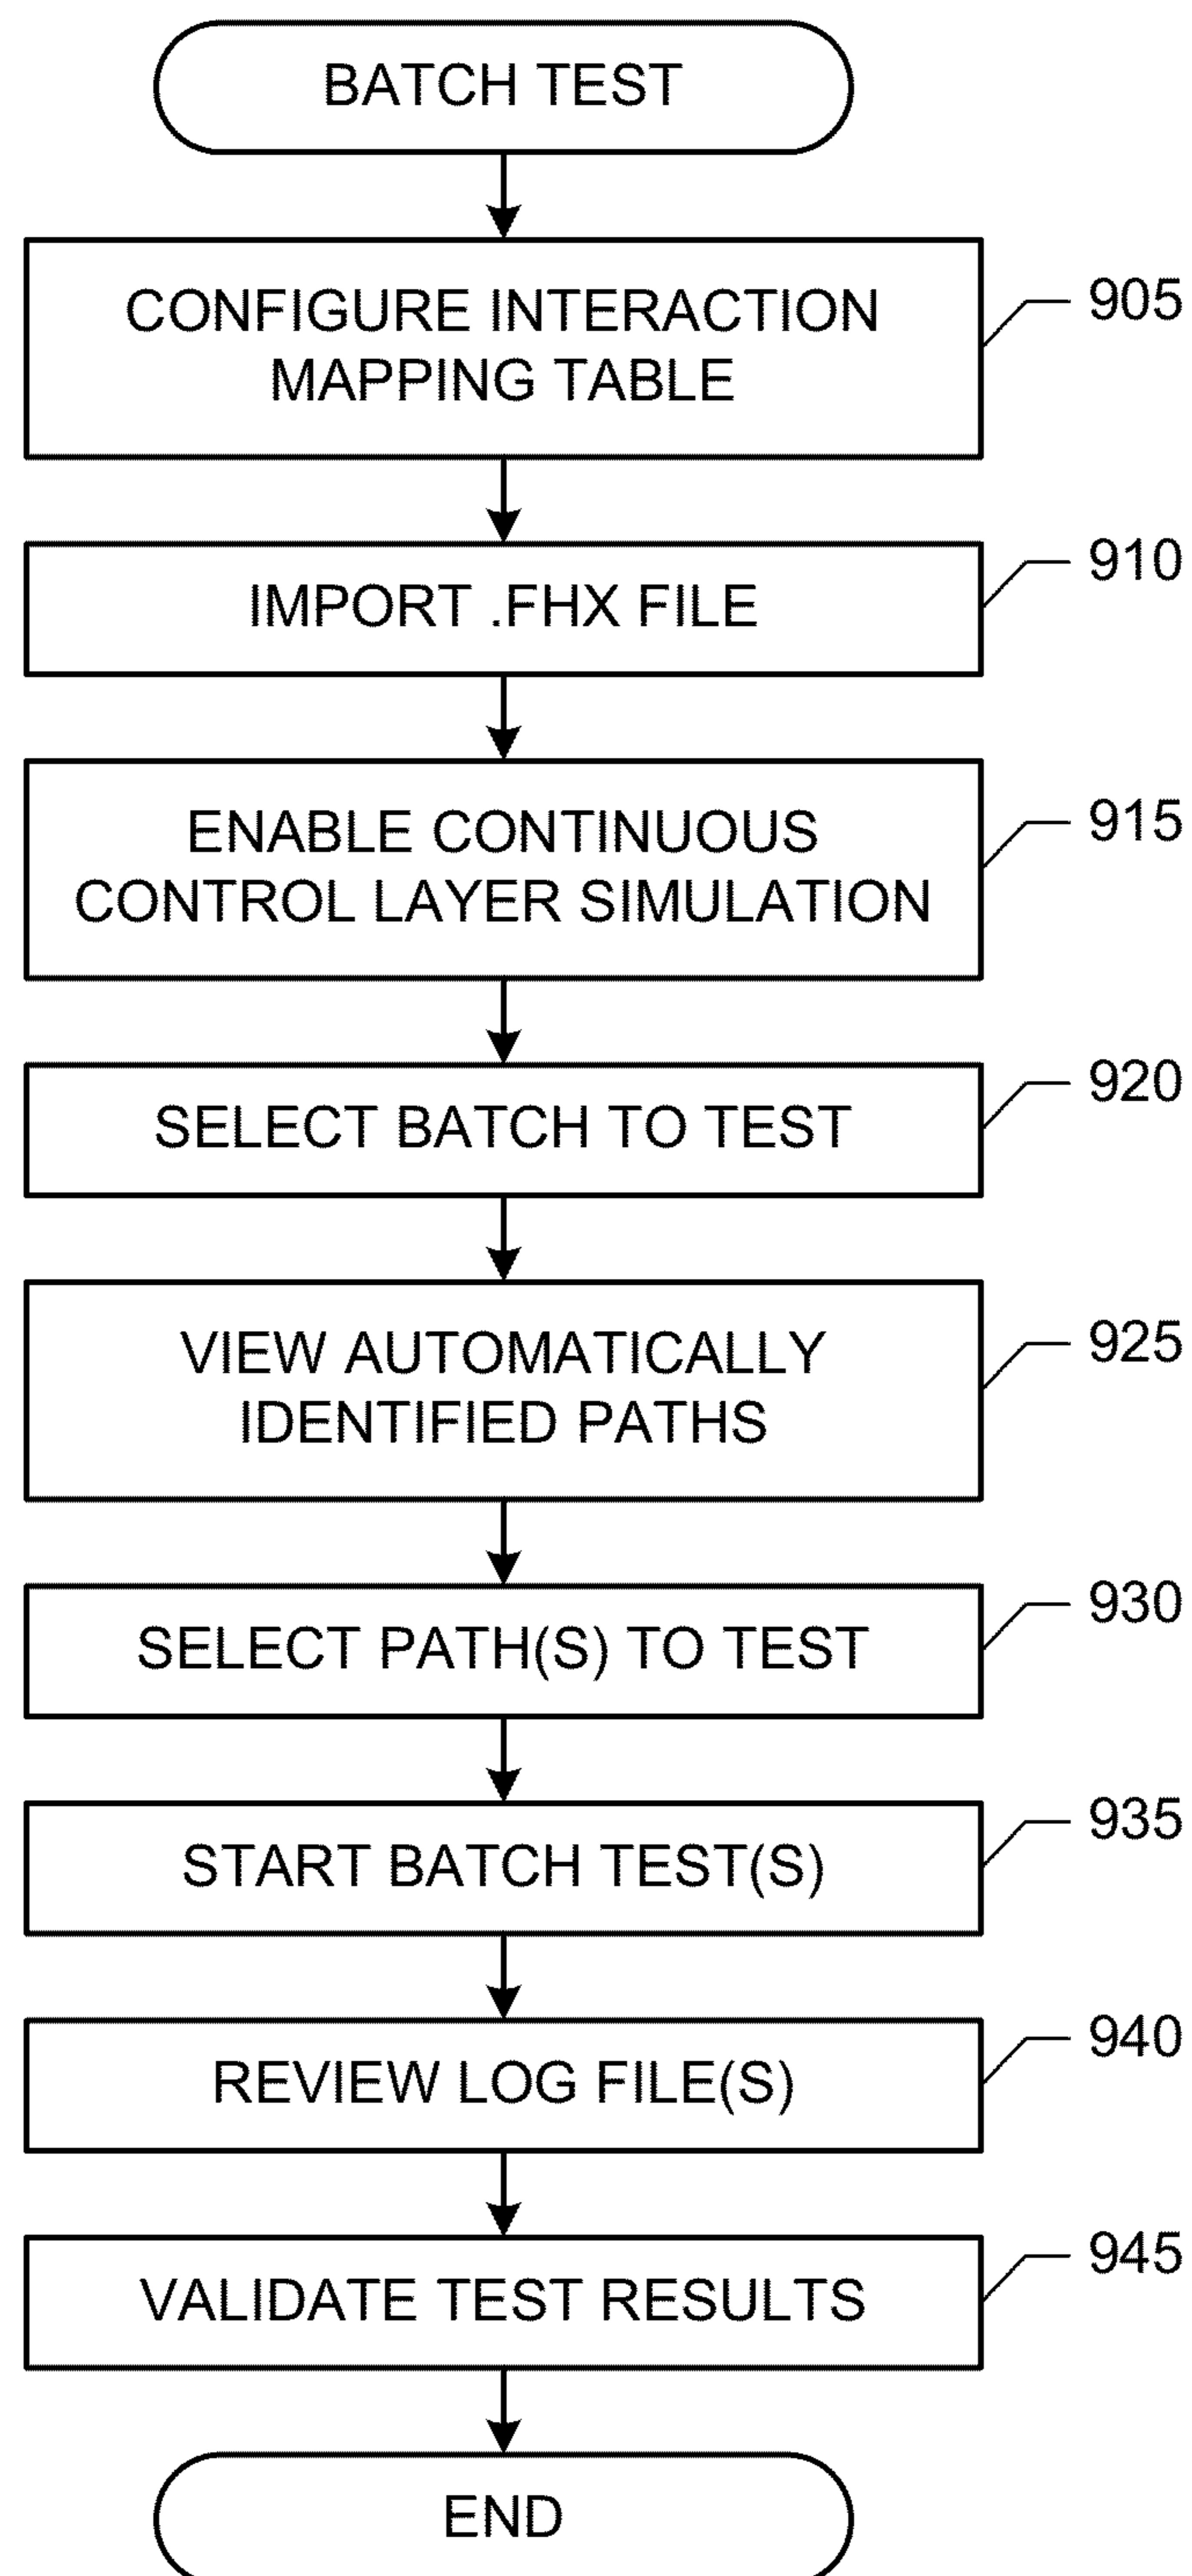 BATCH TEST
CONFIGURE INTERACTION
MAPPING TABLE
905
IMPORT .FHX FILE
910
ENABLE CONTINUOUS
CONTROL LAYER SIMULATION
915
SELECT BATCH TO TEST
920
VIEW AUTOMATICALLY
IDENTIFIED PATHS
925
SELECT PATH(S) TO TEST
930
START BATCH TEST(S)
935
REVIEW LOG FILE(S)
940
VALIDATE TEST RESULTS
945
END